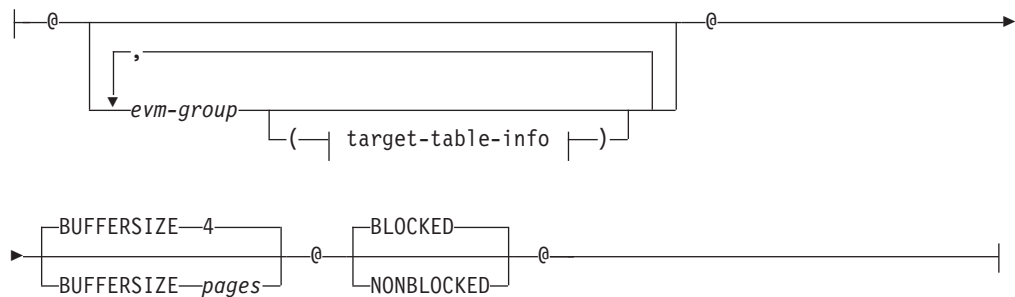 @ @
,
evm-group
( target-table-info )
BUFFERSIZE 4 BLOCKED
@ @
BUFFERSIZE pages NONBLOCKED